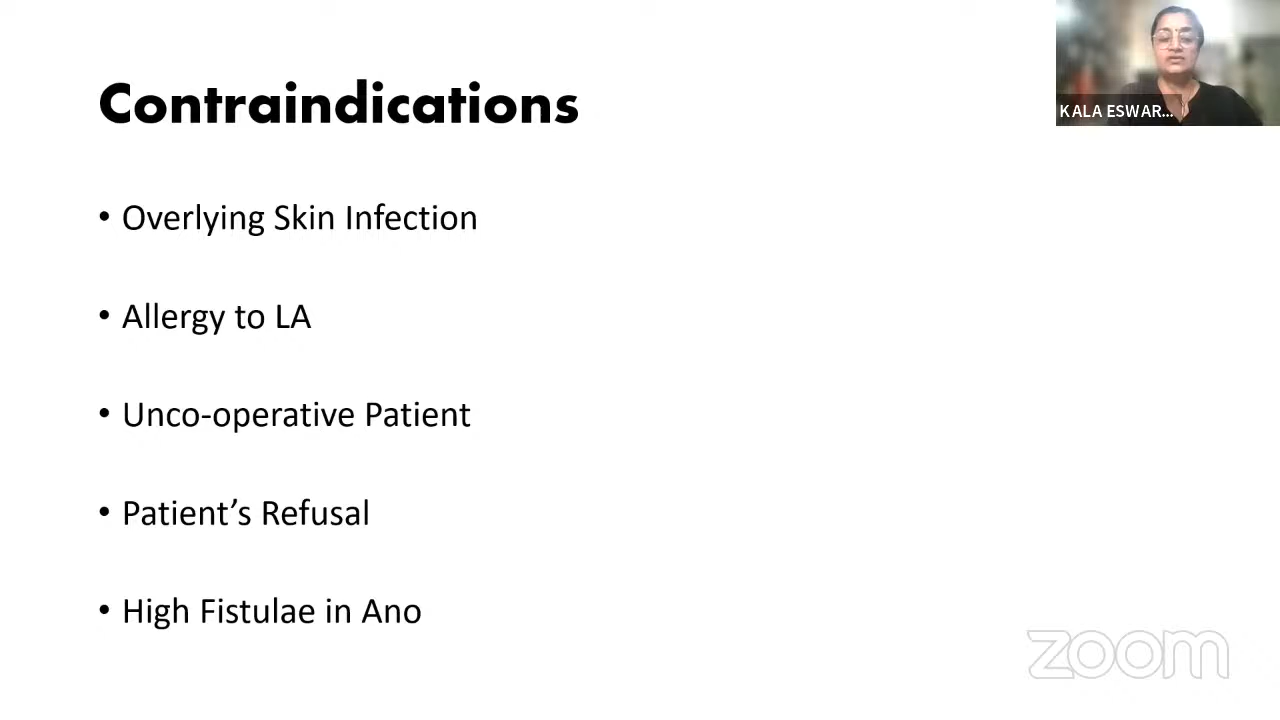 Contraindications
KALA ESWAR...
• Overlying Skin Infection
• Allergy to LA
• Unco-operative Patient
• Patient’s Refusal
• High Fistulae in Ano
zoom